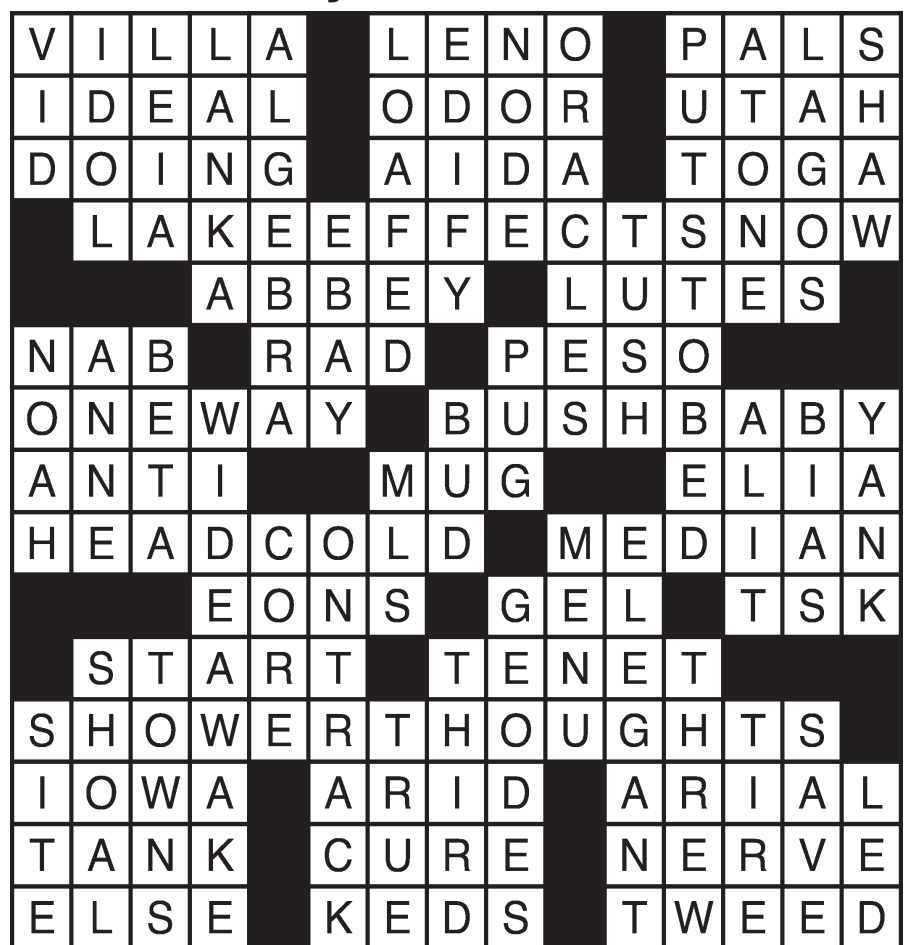 VILLA LENO PALS
IDEAL ODOR UTAH
DOING AIDA TOGA
LAKEEFFECTSNOW
ABBEY LUTES
NAB RAD PESO
ONEWAY BUSHBABY
ANTI MUG ELIA
HEADCOLD MEDIAN
EONS GEL TSK
START TENET
SHOWERTHOUGHTS
IOWA ARID ARIAL
TANK CURE NERVE
ELSE KEDS TWEED